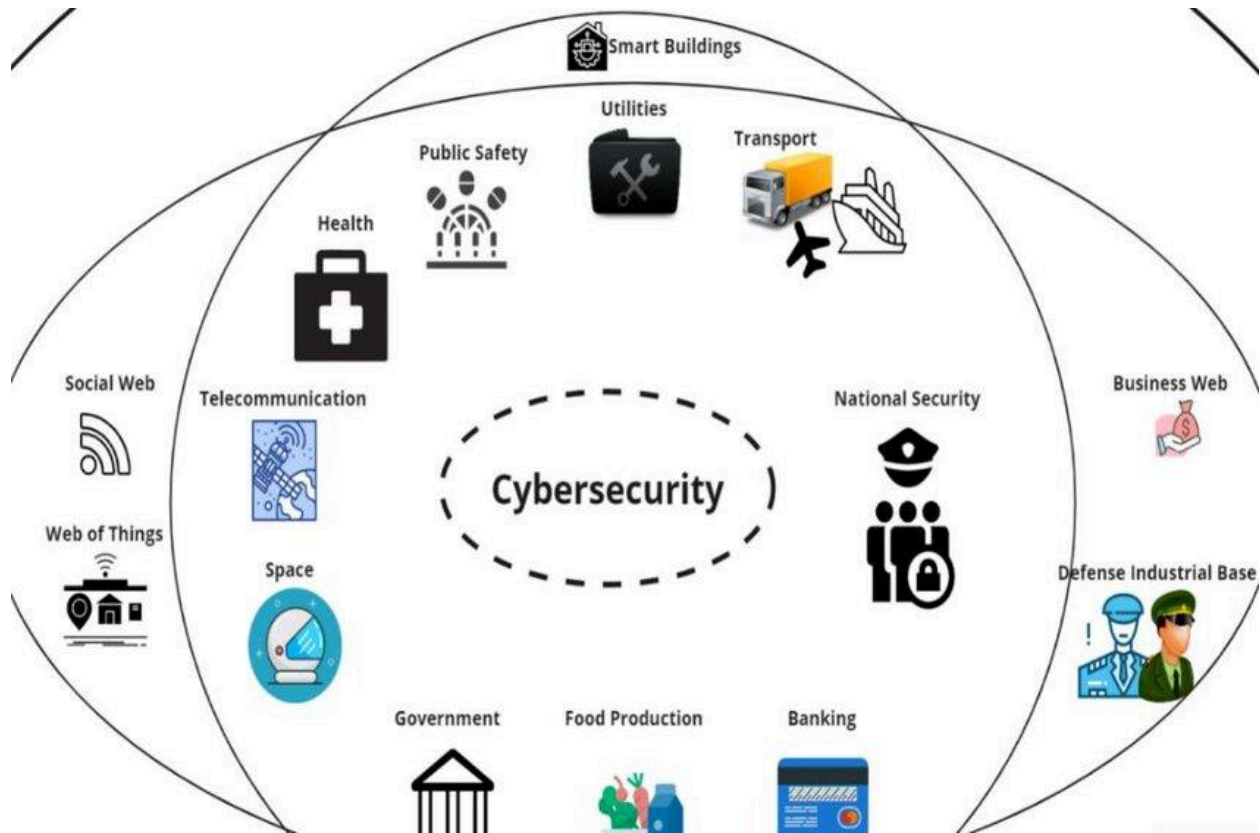 Smart Buildings
Utilities
Transport
Public Safety
Health
Social Web
Telecommunication
National Security
Business Web
Cybersecurity
Web of Things
Space
Defense Industrial Base
Government
Food Production
Banking